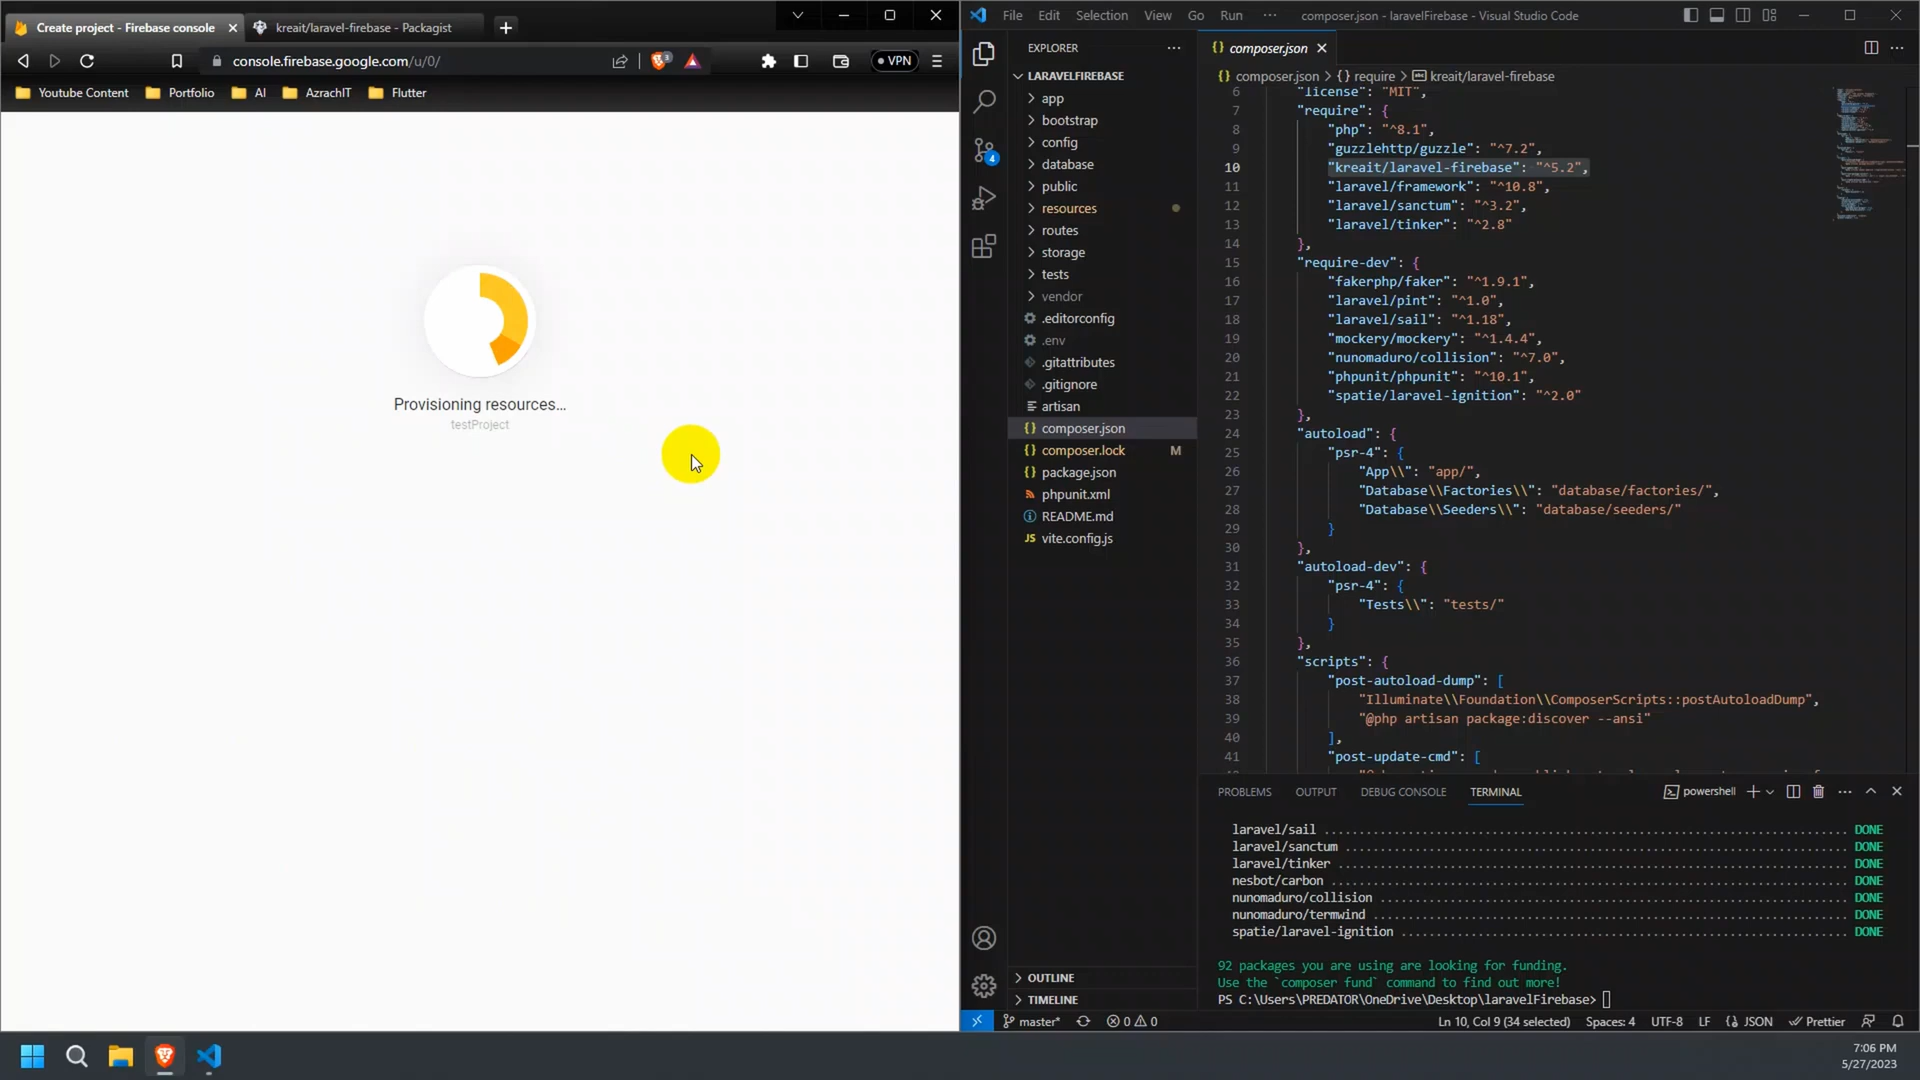 Create project - Firebase console
kreait/laravel-firebase - Packagist
console.firebase.google.com/u/0/
3
VPN
Youtube Content
Portfolio
AI
AzrachIT
Flutter
Provisioning resources...
testProject
File Edit Selection View Go Run ···
composer.json - laravelFirebase - Visual Studio Code
EXPLORER
LARAVELFIREBASE
app
bootstrap
config
database
public
resources
routes
storage
tests
vendor
.editorconfig
.env
.gitattributes
.gitignore
artisan
composer.json
composer.lock M
package.json
phpunit.xml
README.md
JS vite.config.js
OUTLINE
TIMELINE
4
{} composer.json
{} composer.json > {} require > kreait/laravel-firebase
6 "license": "MIT",
7 "require": {
8 "php": "^8.1",
9 "guzzlehttp/guzzle": "^7.2",
10 "kreait/laravel-firebase": "^5.2",
11 "laravel/framework": "^10.8",
12 "laravel/sanctum": "^3.2",
13 "laravel/tinker": "^2.8"
14 },
15 "require-dev": {
16 "fakerphp/faker": "^1.9.1",
17 "laravel/pint": "^1.0",
18 "laravel/sail": "^1.18",
19 "mockery/mockery": "^1.4.4",
20 "nunomaduro/collision": "^7.0",
21 "phpunit/phpunit": "^10.1",
22 "spatie/laravel-ignition": "^2.0"
23 },
24 "autoload": {
25 "psr-4": {
26 "App\\": "app/",
27 "Database\\Factories\\": "database/factories/",
28 "Database\\Seeders\\": "database/seeders/"
29 }
30 },
31 "autoload-dev": {
32 "psr-4": {
33 "Tests\\": "tests/"
34 }
35 },
36 "scripts": {
37 "post-autoload-dump": [
38 "Illuminate\\Foundation\\ComposerScripts::postAutoloadDump",
39 "@php artisan package:discover --ansi"
40 ],
41 "post-update-cmd": [
PROBLEMS OUTPUT DEBUG CONSOLE TERMINAL
powershell
laravel/sail DONE
laravel/sanctum DONE
laravel/tinker DONE
nesbot/carbon DONE
nunomaduro/collision DONE
nunomaduro/termwind DONE
spatie/laravel-ignition DONE
92 packages you are using are looking for funding.
Use the `composer fund` command to find out more!
PS C:\Users\PREDATOR\OneDrive\Desktop\laravelFirebase>
master* 0 0
Ln 10, Col 9 (34 selected) Spaces: 4 UTF-8 LF {} JSON Prettier
7:06 PM
5/27/2023